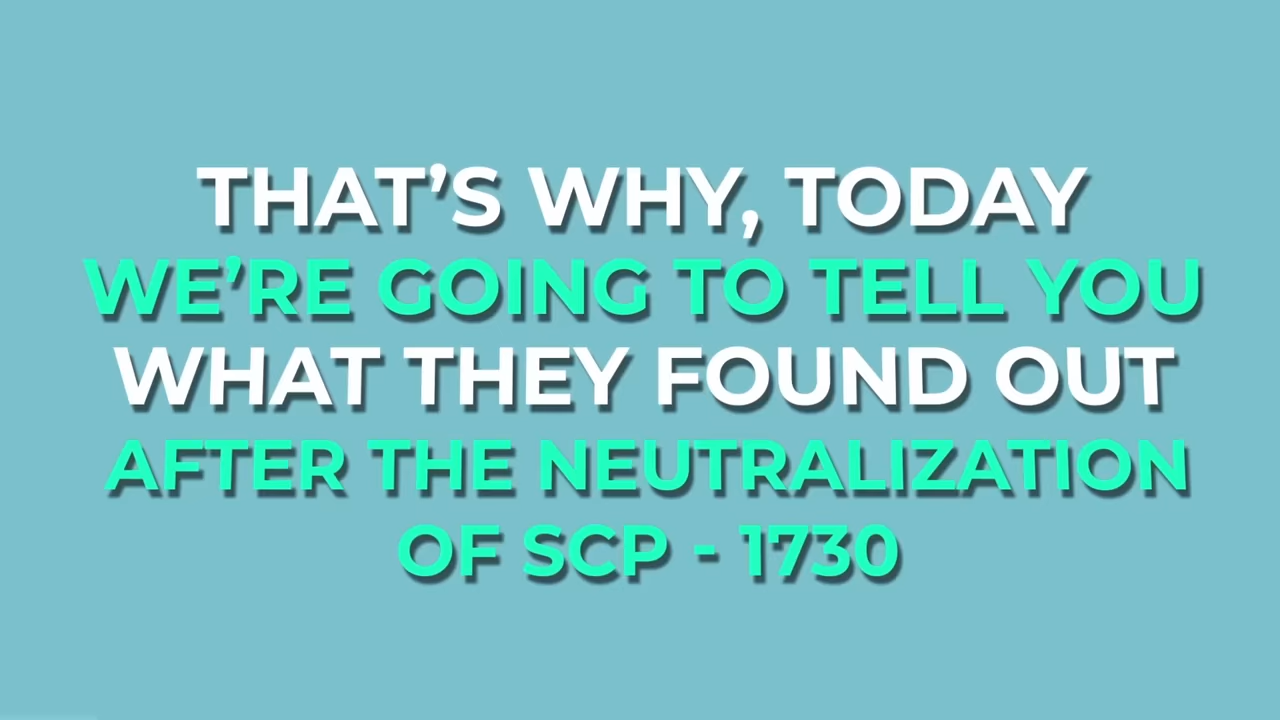 THAT’S WHY, TODAY
WE’RE GOING TO TELL YOU
WHAT THEY FOUND OUT
AFTER THE NEUTRALIZATION
OF SCP - 1730